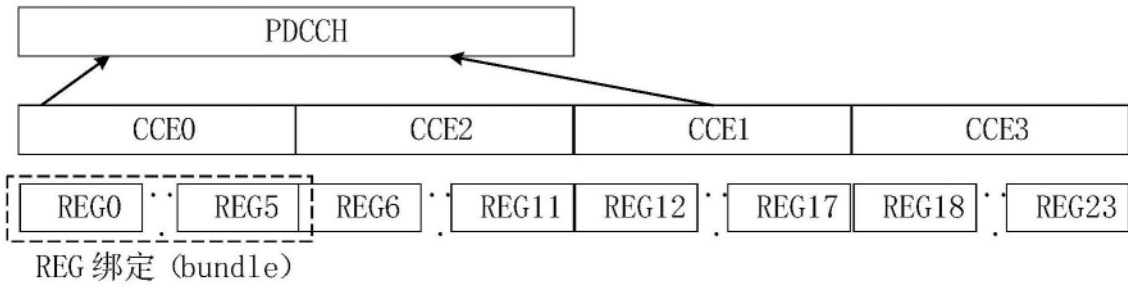 PDCCH
CCE0 CCE2 CCE1 CCE3
REG0 ··. REG5 REG6 ··. REG11 REG12 ··. REG17 REG18 ··. REG23
REG 绑定 (bundle)